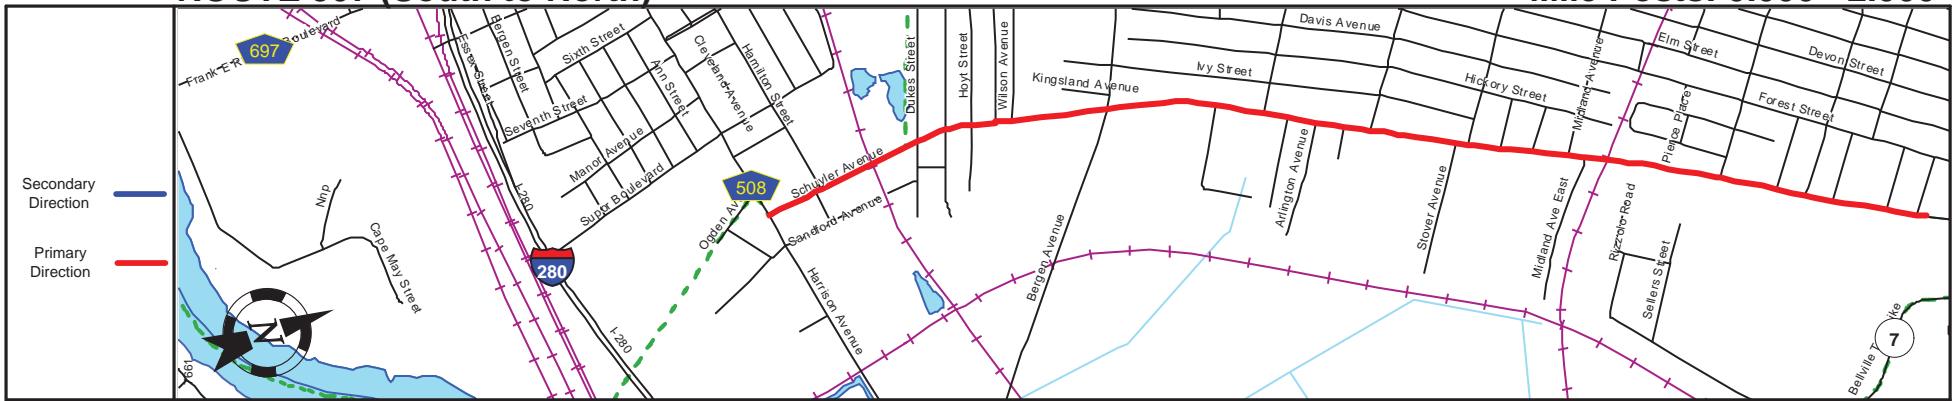 Secondary
Direction
Primary
Direction
697
Boulevard
Frank E R
Essex Street
Bergen Street
Sixth Street
Seventh Street
Ann Street
Cleveland Avenue
Hamilton Street
Manor Avenue
Supor Boulevard
Nnp
Cape May Street
N
661
I-280
280
I-280
508
Ogden Av
Schuyler Avenue
Sandford Avenue
Harrison Avenue
Dukes Street
Hoyt Street
Wilson Avenue
Kingsland Avenue
Bergen Avenue
Ivy Street
Davis Avenue
Arlington Avenue
Stover Avenue
Hickory Street
Midland Avenue
Midland Ave East
Elm Street
Pierce Place
Devon Street
Forest Street
Rizzolo Road
Sellers Street
Bellville T
ike
7